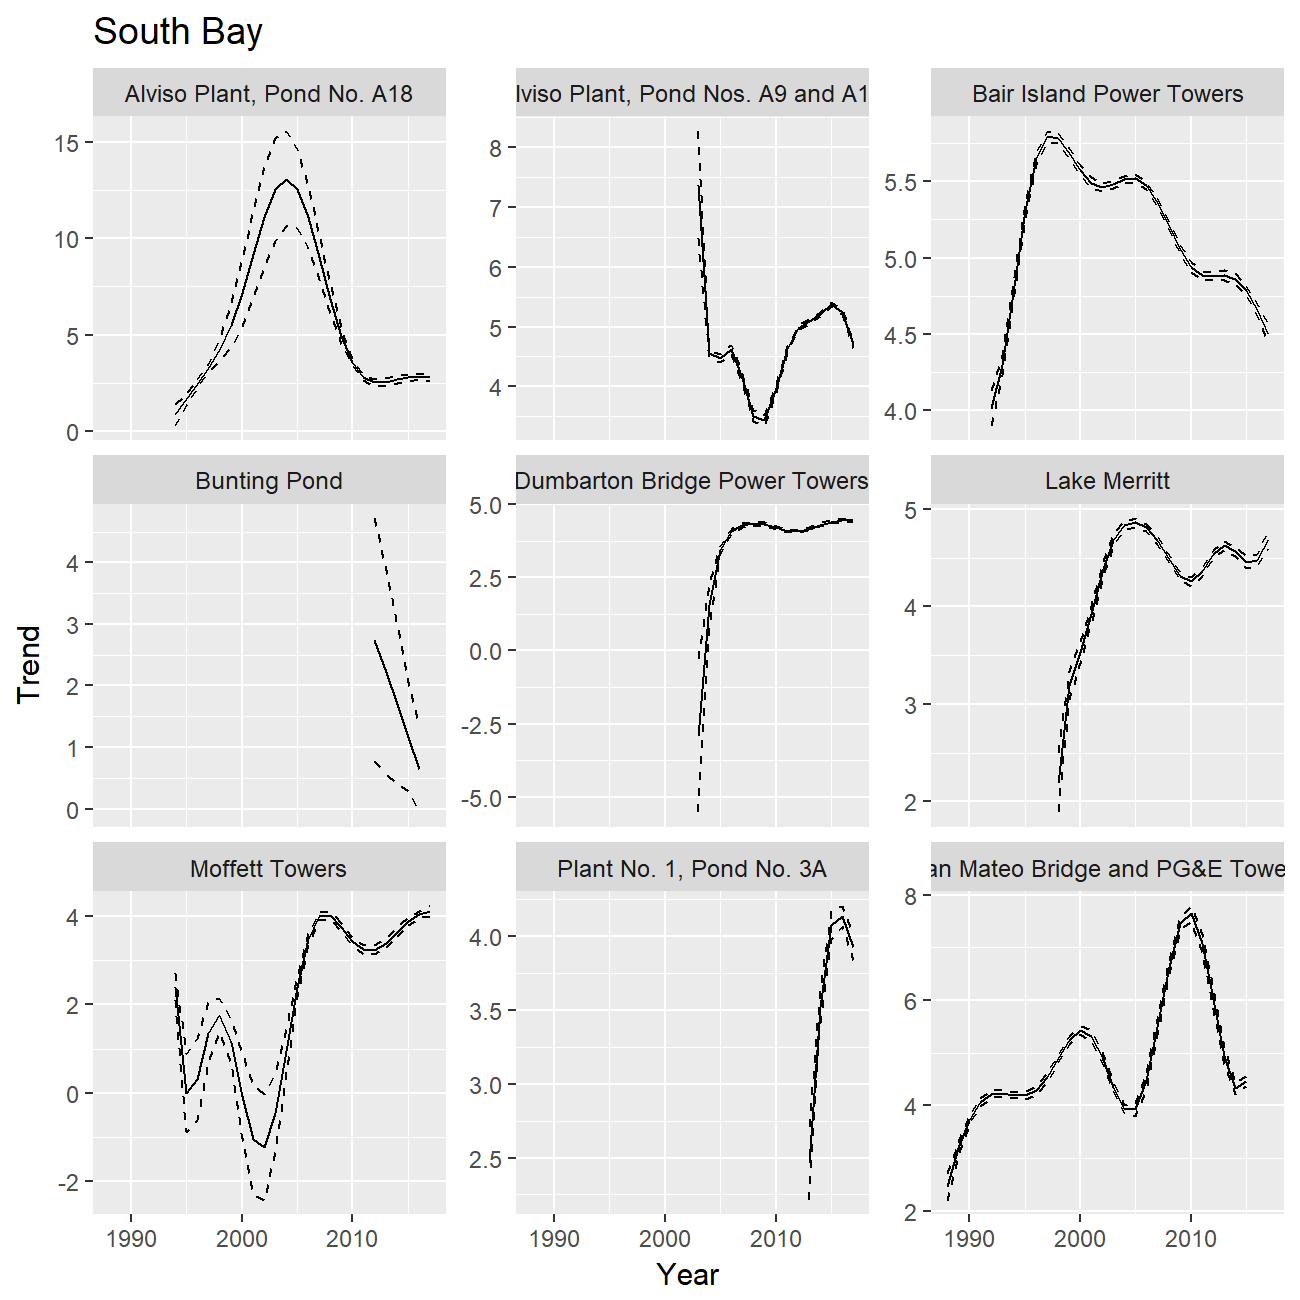 South Bay
Alviso Plant, Pond No. A18
lviso Plant, Pond Nos. A9 and A1
Bair Island Power Towers
15
10
5
0
8
7
6
5
4
5.5
5.0
4.5
4.0
Bunting Pond
Dumbarton Bridge Power Towers
Lake Merritt
4
3
2
1
0
5.0
2.5
0.0
-2.5
-5.0
5
4
3
2
Trend
Moffett Towers
Plant No. 1, Pond No. 3A
an Mateo Bridge and PG&E Towe
4
2
0
-2
4.0
3.5
3.0
2.5
8
6
4
2
1990 2000 2010
1990 2000 2010
1990 2000 2010
Year